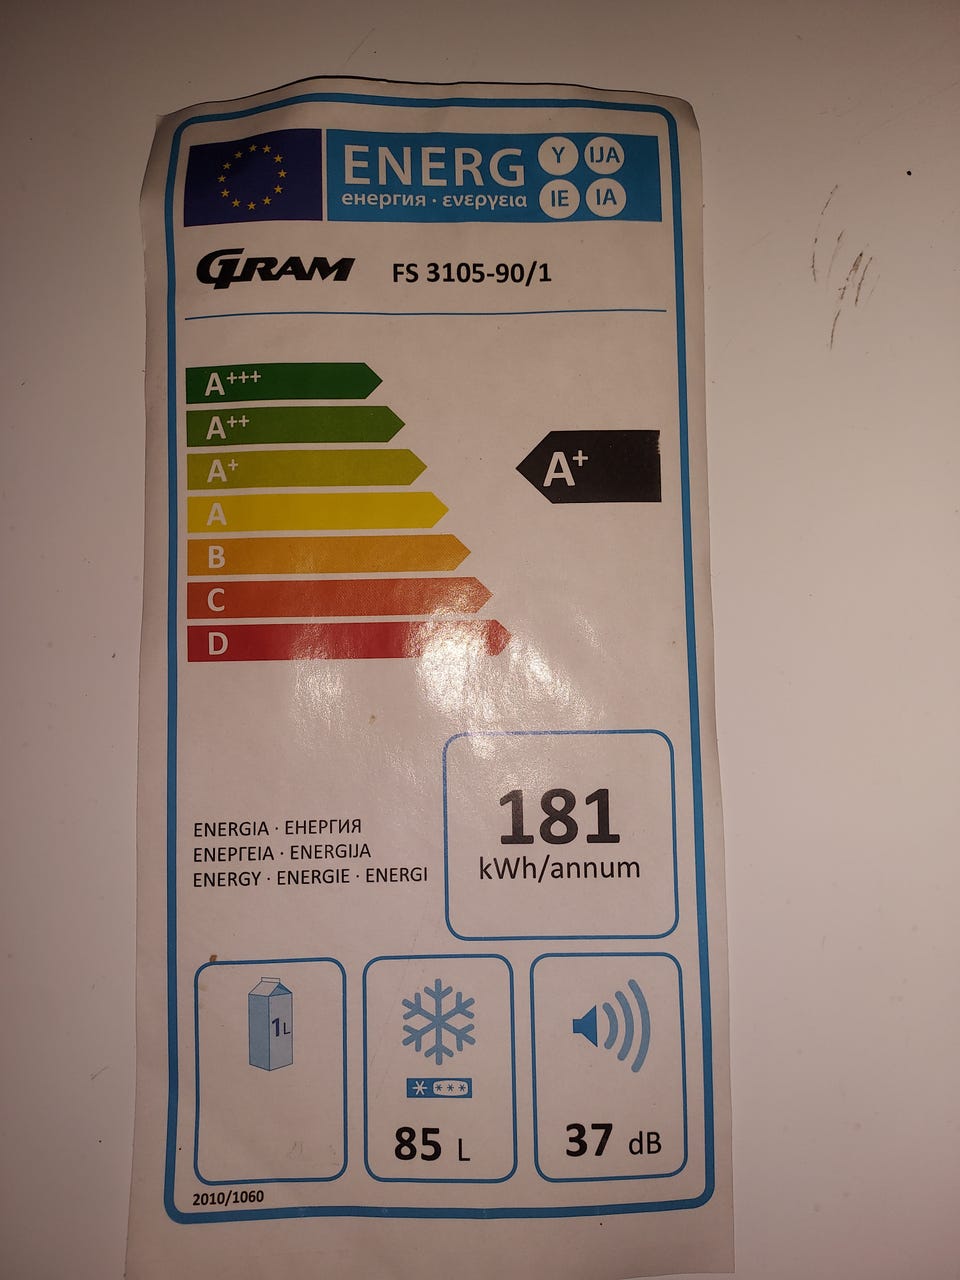 ENERG Y IJA
енергия · ενεργεια IE IA
GRAM FS 3105-90/1
A+++
A++
A+
A+
A
B
C
D
181
kWh/annum
ENERGIA · ЕНЕРГИЯ
ΕΝΕΡΓΕΙΑ · ENERGIJA
ENERGY · ENERGIE · ENERGI
1L
85 L
37 dB
2010/1060